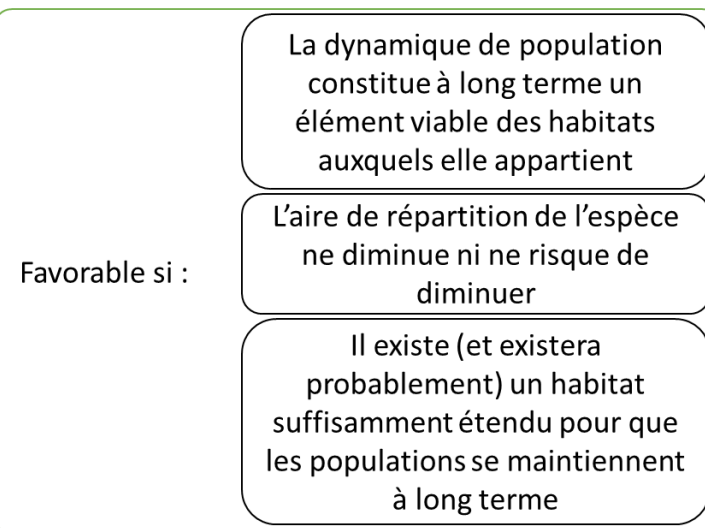 La dynamique de population
constitue à long terme un
élément viable des habitats
auxquels elle appartient
L'aire de répartition de l'espèce
ne diminue ni ne risque de
diminuer
Favorable si :
Il existe (et existera
probablement) un habitat
suffisamment étendu pour que
les populations se maintiennent
à long terme